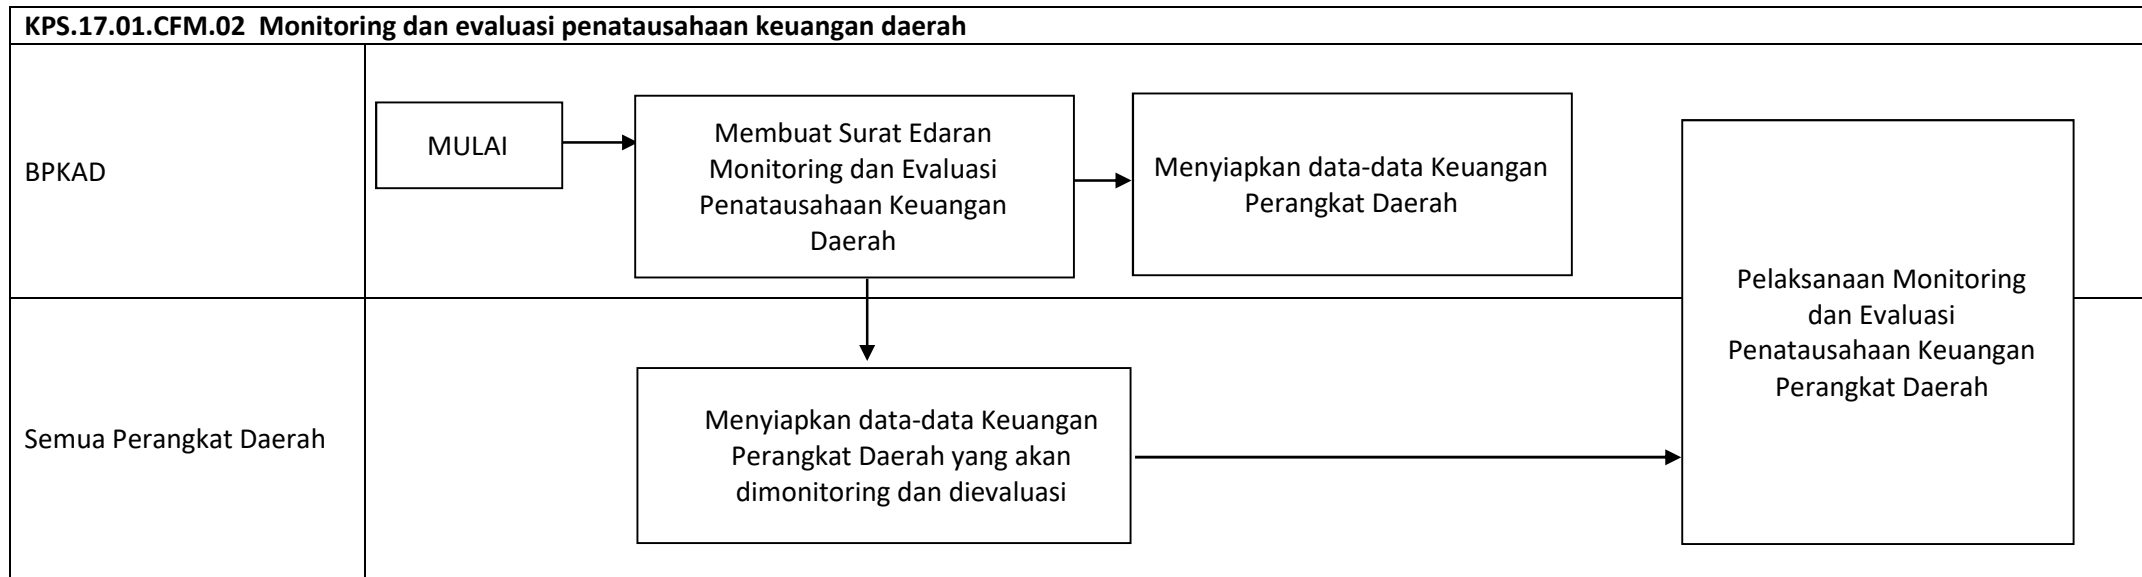 KPS.17.01.CFM.02 Monitoring dan evaluasi penatausahaan keuangan daerah
BPKAD
MULAI
Membuat Surat Edaran
Monitoring dan Evaluasi
Penatausahaan Keuangan
Daerah
Menyiapkan data-data Keuangan
Perangkat Daerah
Pelaksanaan Monitoring
dan Evaluasi
Penatausahaan Keuangan
Perangkat Daerah
Semua Perangkat Daerah
Menyiapkan data-data Keuangan
Perangkat Daerah yang akan
dimonitoring dan dievaluasi